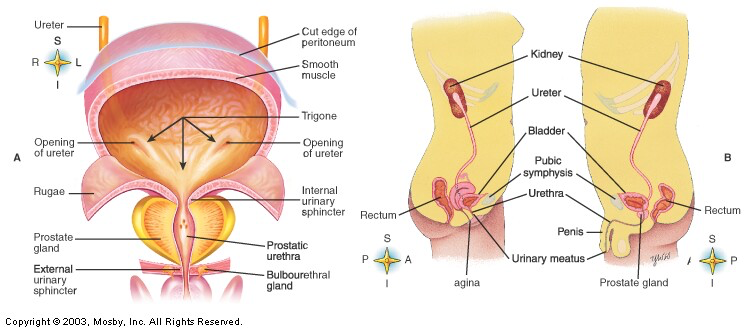 Ureter
S
R L
I
Cut edge of
peritoneum
Smooth
muscle
Trigone
Opening
of ureter
Opening
of ureter
A
Rugae
Internal
urinary
sphincter
Prostate
gland
Prostatic
urethra
External
urinary
sphincter
Bulbourethral
gland
Kidney
Ureter
Bladder
B
Pubic
symphysis
Urethra
Rectum
Rectum
Penis
Urinary meatus
S
P A
I
agina
Prostate gland
S
A P
I
Copyright © 2003, Mosby, Inc. All Rights Reserved.